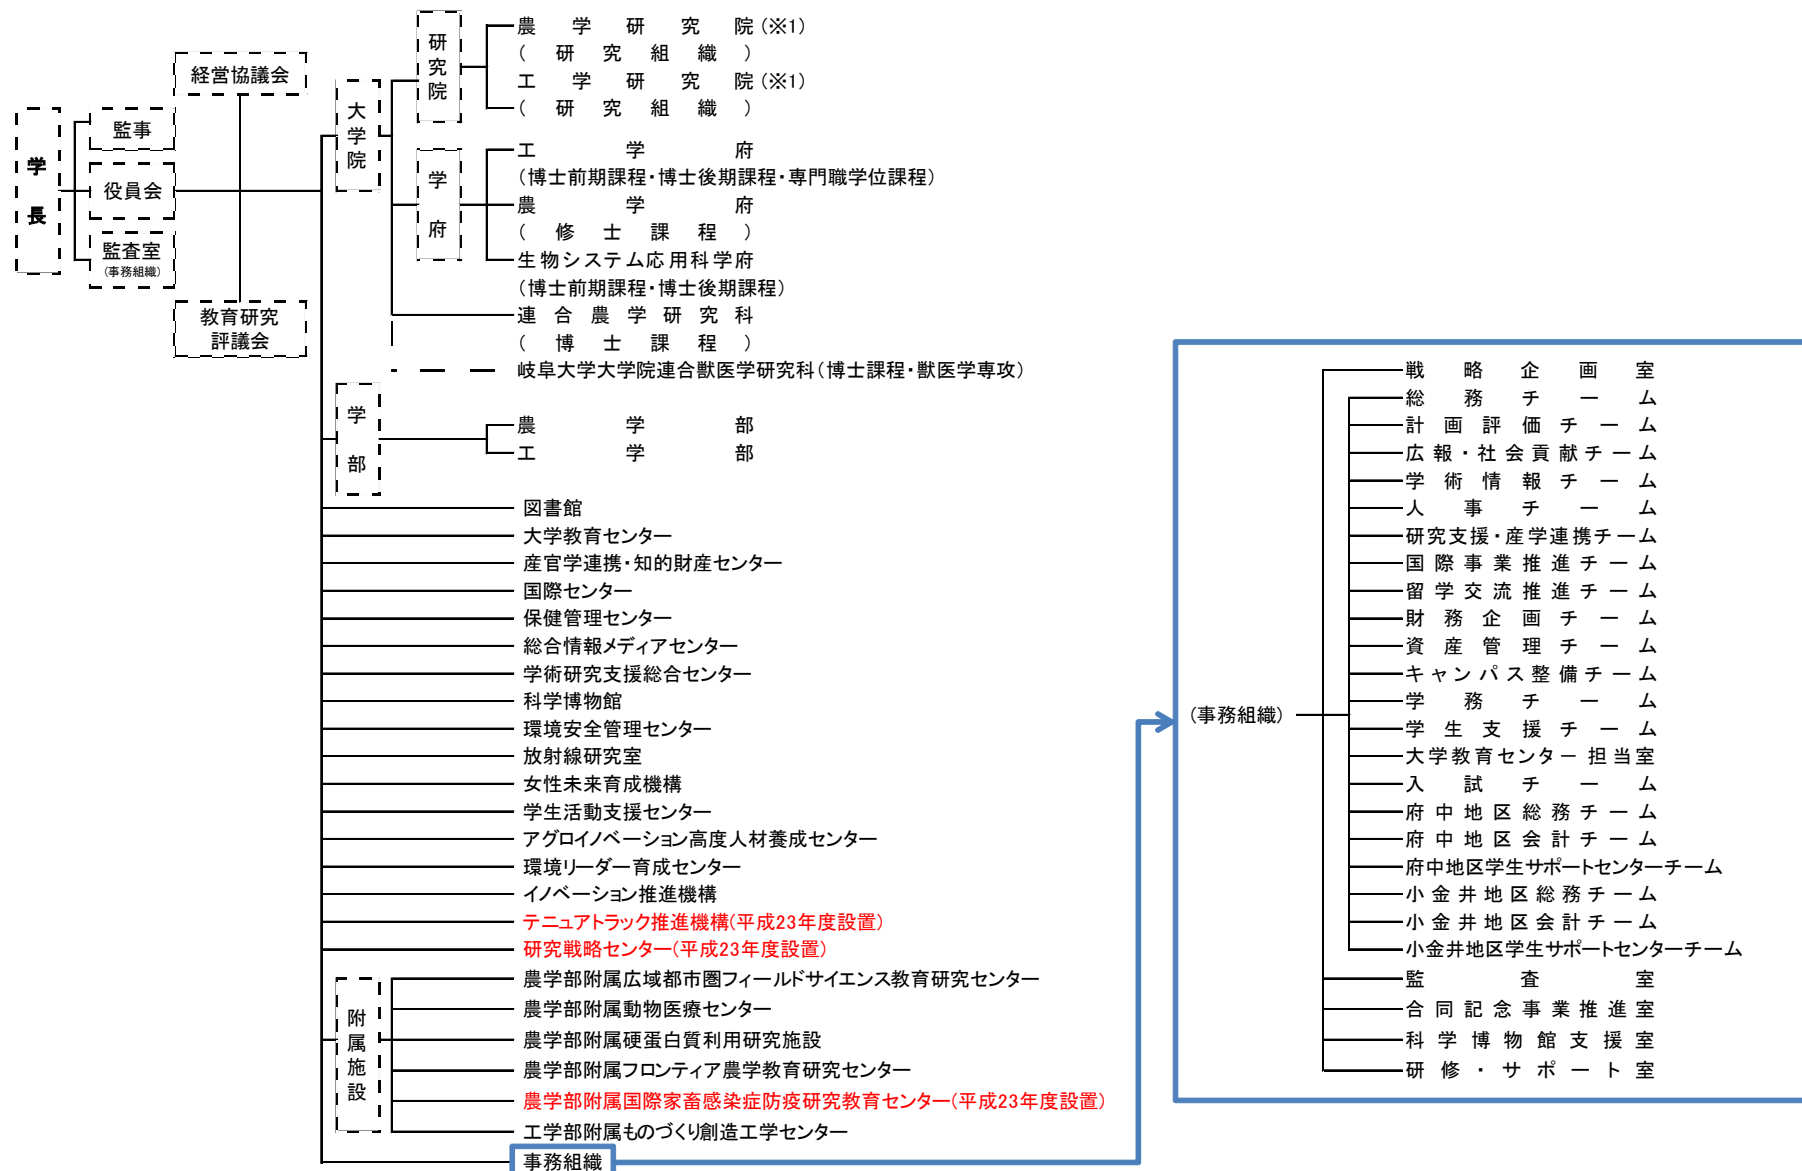 学長
監事
役員会
監査室
(事務組織)
経営協議会
教育研究
評議会
大学院
研究院
農学研究院(※1)
(研究組織)
工学研究院(※1)
(研究組織)
学府
工学府
(博士前期課程・博士後期課程・専門職学位課程)
農学府
(修士課程)
生物システム応用科学府
(博士前期課程・博士後期課程)
連合農学研究科
(博士課程)
岐阜大学大学院連合獣医学研究科(博士課程・獣医学専攻)
学部
農学部
工学部
図書館
大学教育センター
産官学連携・知的財産センター
国際センター
保健管理センター
総合情報メディアセンター
学術研究支援総合センター
科学博物館
環境安全管理センター
放射線研究室
女性未来育成機構
学生活動支援センター
アグロイノベーション高度人材養成センター
環境リーダー育成センター
イノベーション推進機構
テニュアトラック推進機構(平成23年度設置)
研究戦略センター(平成23年度設置)
附属施設
農学部附属広域都市圏フィールドサイエンス教育研究センター
農学部附属動物医療センター
農学部附属硬蛋白質利用研究施設
農学部附属フロンティア農学教育研究センター
農学部附属国際家畜感染症防疫研究教育センター(平成23年度設置)
工学部附属ものづくり創造工学センター
事務組織
(事務組織)
戦略企画室
総務チーム
計画評価チーム
広報・社会貢献チーム
学術情報チーム
人事チーム
研究支援・産学連携チーム
国際事業推進チーム
留学交流推進チーム
財務企画チーム
資産管理チーム
キャンパス整備チーム
学務チーム
学生支援チーム
大学教育センター担当室
入試チーム
府中地区総務チーム
府中地区会計チーム
府中地区学生サポートセンターチーム
小金井地区総務チーム
小金井地区会計チーム
小金井地区学生サポートセンターチーム
監査室
合同記念事業推進室
科学博物館支援室
研修・サポート室